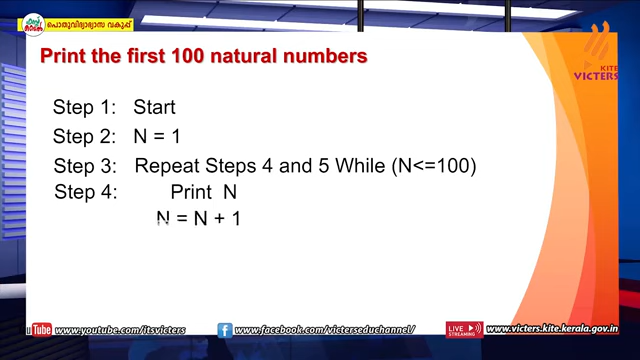 പൊതുവിദ്യാഭ്യാസ വകുപ്പ്
Print the first 100 natural numbers
KITE
VICTERS
Step 1: Start
Step 2: N = 1
Step 3: Repeat Steps 4 and 5 While (N<=100)
Step 4: Print N
N = N + 1
You Tube www.youtube.com/itsvicters
f www.facebook.com/victerseduchannel/
LIVE STREAMING www.victers.kite.kerala.gov.in